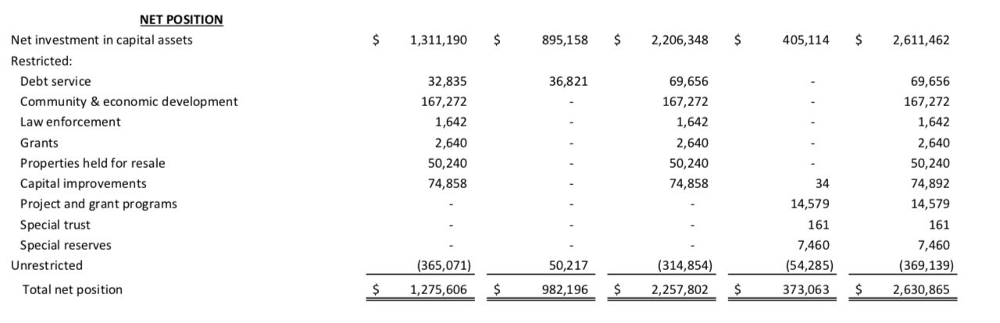 NET POSITION
Net investment in capital assets $ 1,311,190 $ 895,158 $ 2,206,348 $ 405,114 $ 2,611,462
Restricted:
Debt service 32,835 36,821 69,656 - 69,656
Community & economic development 167,272 - 167,272 - 167,272
Law enforcement 1,642 - 1,642 - 1,642
Grants 2,640 - 2,640 - 2,640
Properties held for resale 50,240 - 50,240 - 50,240
Capital improvements 74,858 - 74,858 34 74,892
Project and grant programs - - - 14,579 14,579
Special trust - - - 161 161
Special reserves - - - 7,460 7,460
Unrestricted (365,071) 50,217 (314,854) (54,285) (369,139)
Total net position $ 1,275,606 $ 982,196 $ 2,257,802 $ 373,063 $ 2,630,865